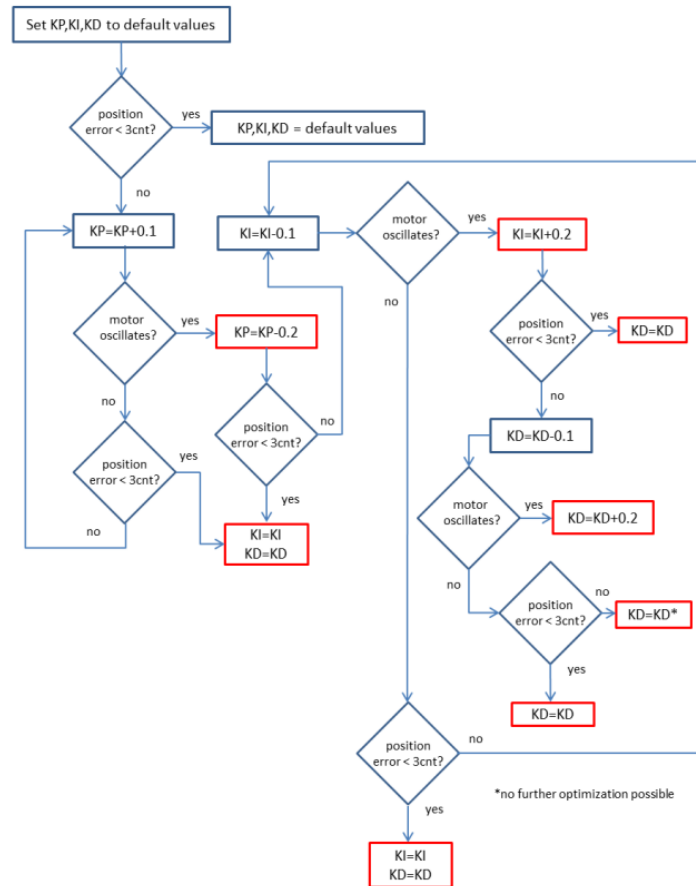 Set KP,KI,KD to default values
position
error < 3cnt?
yes
KP,KI,KD = default values
no
KP=KP+0.1
motor
oscillates?
yes
KP=KP-0.2
no
position
error < 3cnt?
yes
no
position
error < 3cnt?
no
yes
KI=KI
KD=KD
KI=KI-0.1
motor
oscillates?
yes
KI=KI+0.2
no
position
error < 3cnt?
yes
KD=KD
no
KD=KD-0.1
motor
oscillates?
yes
KD=KD+0.2
no
position
error < 3cnt?
no
KD=KD*
yes
KD=KD
position
error < 3cnt?
no
*no further optimization possible
yes
KI=KI
KD=KD